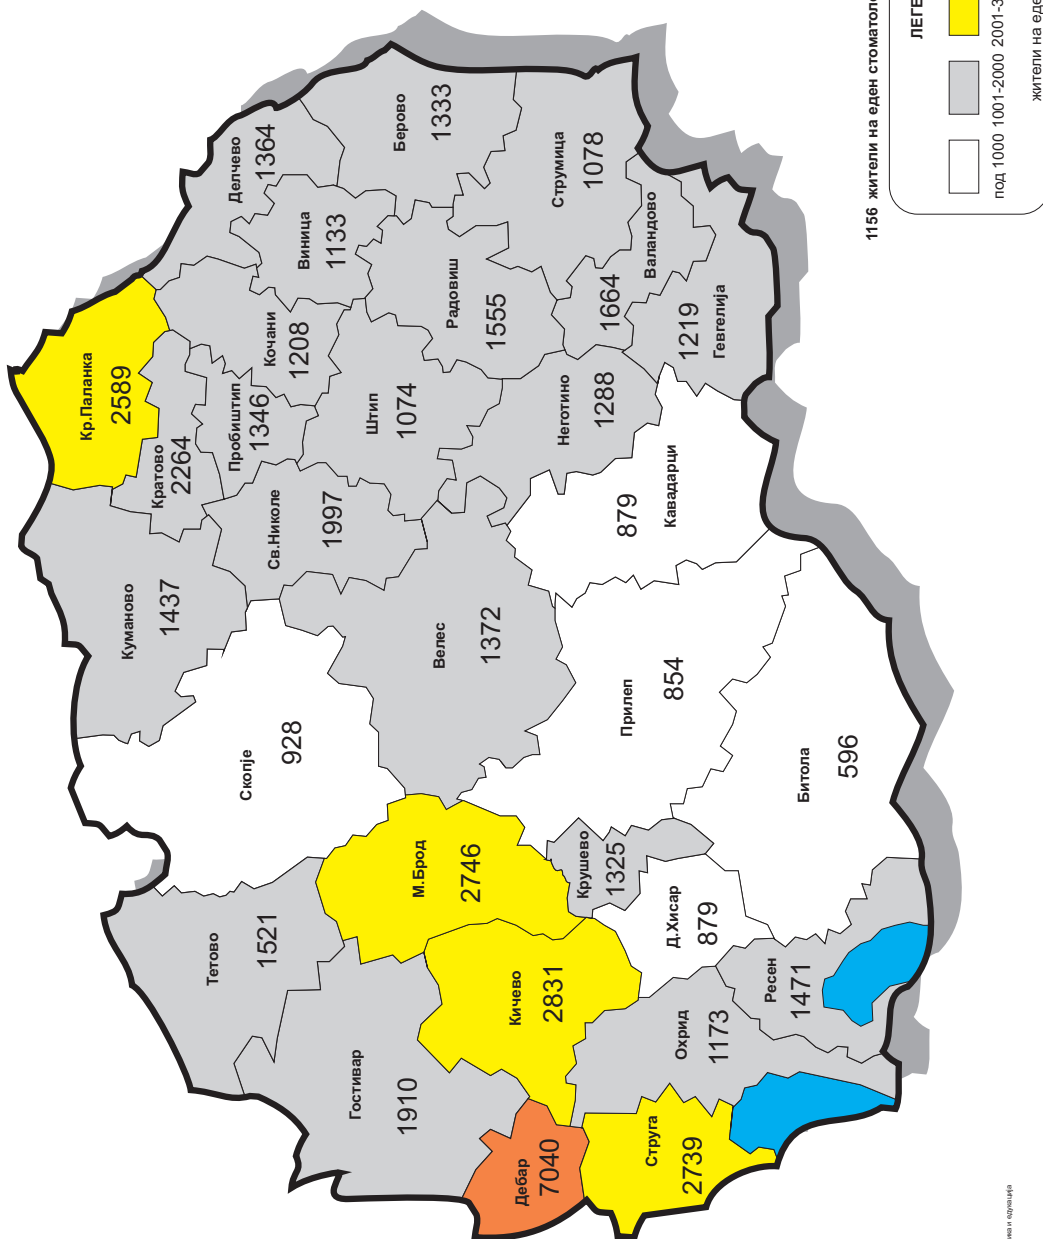 Кр.Паланка
2589
Куманово
1437
Кратово
2264
Делчево
1364
Пробиштип
1346
Тетово
1521
Скопје
928
Св.Николе
1997
Кочани
1208
Виница
1133
Гостивар
1910
Штип
1074
Берово
1333
М.Брод
2746
Велес
1372
Радовиш
1555
Дебар
7040
Кичево
2831
Неготино
1288
Струмица
1078
Крушево
1325
Прилеп
854
1664
Валандово
Струга
2739
Д.Хисар
879
879
Кавадарци
1219
Гевгелија
Охрид
1173
Ресен
1471
Битола
596
1156 жители на еден стоматоло
ЛЕГЕ
под 1000 1001-2000 2001-3
жители на еде
ика и едукација